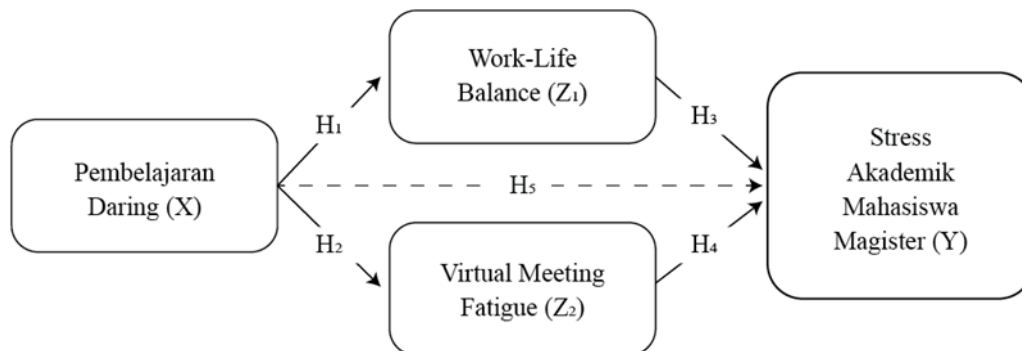 Work-Life
Balance (Z₁)
H₁
H₃
Pembelajaran
Daring (X)
H₅
Stress
Akademik
Mahasiswa
Magister (Y)
H₂
H₄
Virtual Meeting
Fatigue (Z₂)